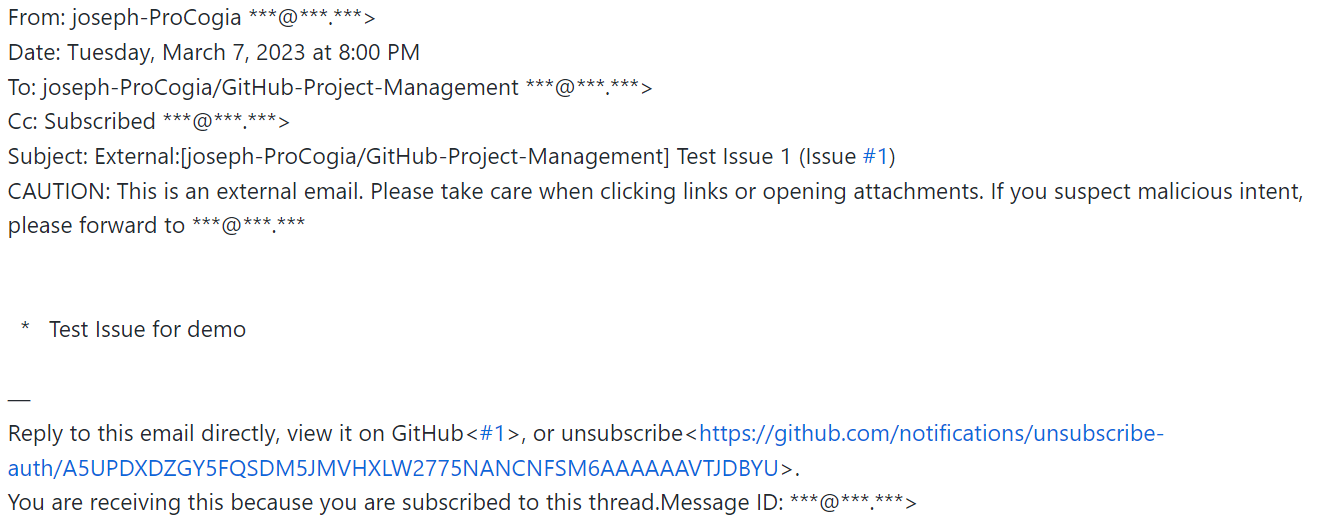 From: joseph-ProCogia ***@***.***>
Date: Tuesday, March 7, 2023 at 8:00 PM
To: joseph-ProCogia/GitHub-Project-Management ***@***.***>
Cc: Subscribed ***@***.***>
Subject: External:[joseph-ProCogia/GitHub-Project-Management] Test Issue 1 (Issue #1)
CAUTION: This is an external email. Please take care when clicking links or opening attachments. If you suspect malicious intent,
please forward to ***@***.***
* Test Issue for demo
—
Reply to this email directly, view it on GitHub<#1>, or unsubscribe<https://github.com/notifications/unsubscribe-
auth/A5UPDXDZGY5FQSDM5JMVHXLW2775NANCNFSM6AAAAAAVTJDBYU>.
You are receiving this because you are subscribed to this thread.Message ID: ***@***.***>